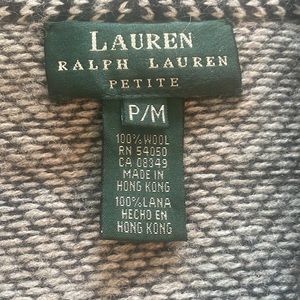 LAUREN
RALPH LAUREN
PETITE
P/M
100% WOOL
RN 54050
CA 08349
MADE IN
HONG KONG
100% LANA
HECHO EN
HONG KONG